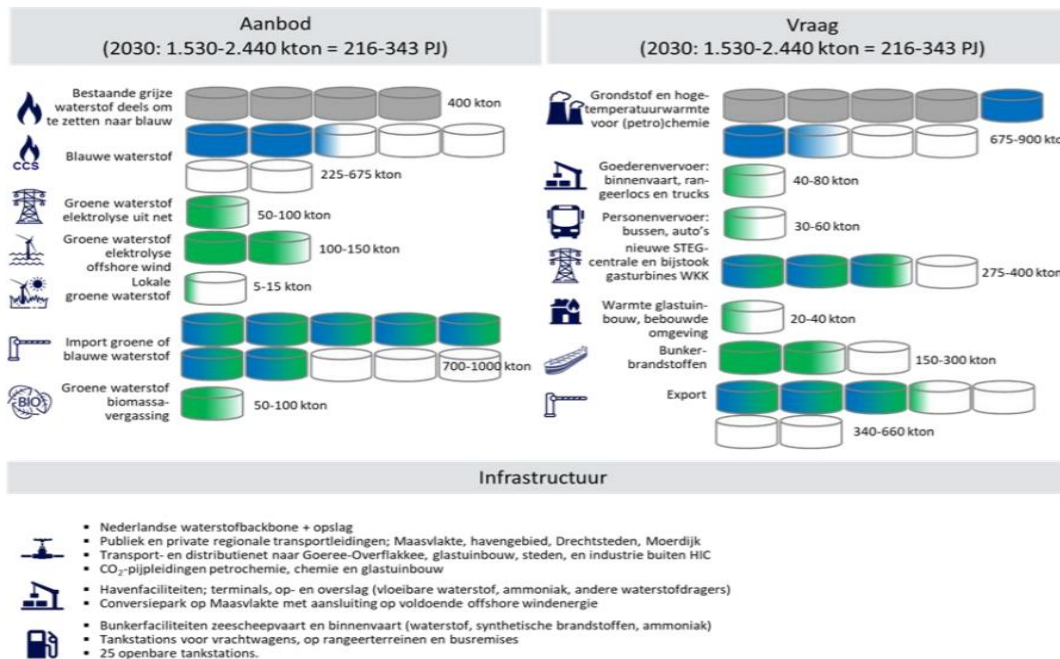 Aanbod
(2030: 1.530-2.440 kton = 216-343 PJ)
Bestaande grijze
waterstof deels om
te zetten naar blauw
400 kton
CCS
Blauwe waterstof
225-675 kton
Groene waterstof
elektrolyse uit net
50-100 kton
Groene waterstof
elektrolyse
offshore wind
100-150 kton
Lokale
groene waterstof
5-15 kton
Import groene of
blauwe waterstof
700-1000 kton
BIO
Groene waterstof
biomassa-
vergassing
50-100 kton
Vraag
(2030: 1.530-2.440 kton = 216-343 PJ)
Grondstof en hoge-
temperatuurwarmte
voor (petro)chemie
675-900 kton
Goederenvervoer:
binnenvaart, ran-
geerlocs en trucks
40-80 kton
Personenvervoer:
bussen, auto's
30-60 kton
nieuwe STEG-
centrale en bijstook
gasturbines WKK
275-400 kton
Warmte glastuin-
bouw, bebouwde
omgeving
20-40 kton
Bunker-
brandstoffen
150-300 kton
Export
340-660 kton
Infrastructuur
▪ Nederlandse waterstofbackbone + opslag
▪ Publiek en private regionale transportleidingen; Maasvlakte, havengebied, Drechtsteden, Moerdijk
▪ Transport- en distributienet naar Goeree-Overflakkee, glastuinbouw, steden, en industrie buiten HIC
▪ CO₂-pijpleidingen petrochemie, chemie en glastuinbouw
▪ Havenfaciliteiten; terminals, op- en overslag (vloeibare waterstof, ammoniak, andere waterstofdragers)
▪ Conversiepark op Maasvlakte met aansluiting op voldoende offshore windenergie
▪ Bunkerfaciliteiten zeescheepvaart en binnenvaart (waterstof, synthetische brandstoffen, ammoniak)
▪ Tankstations voor vrachtwagens, op rangeerterreinen en busremises
▪ 25 openbare tankstations.